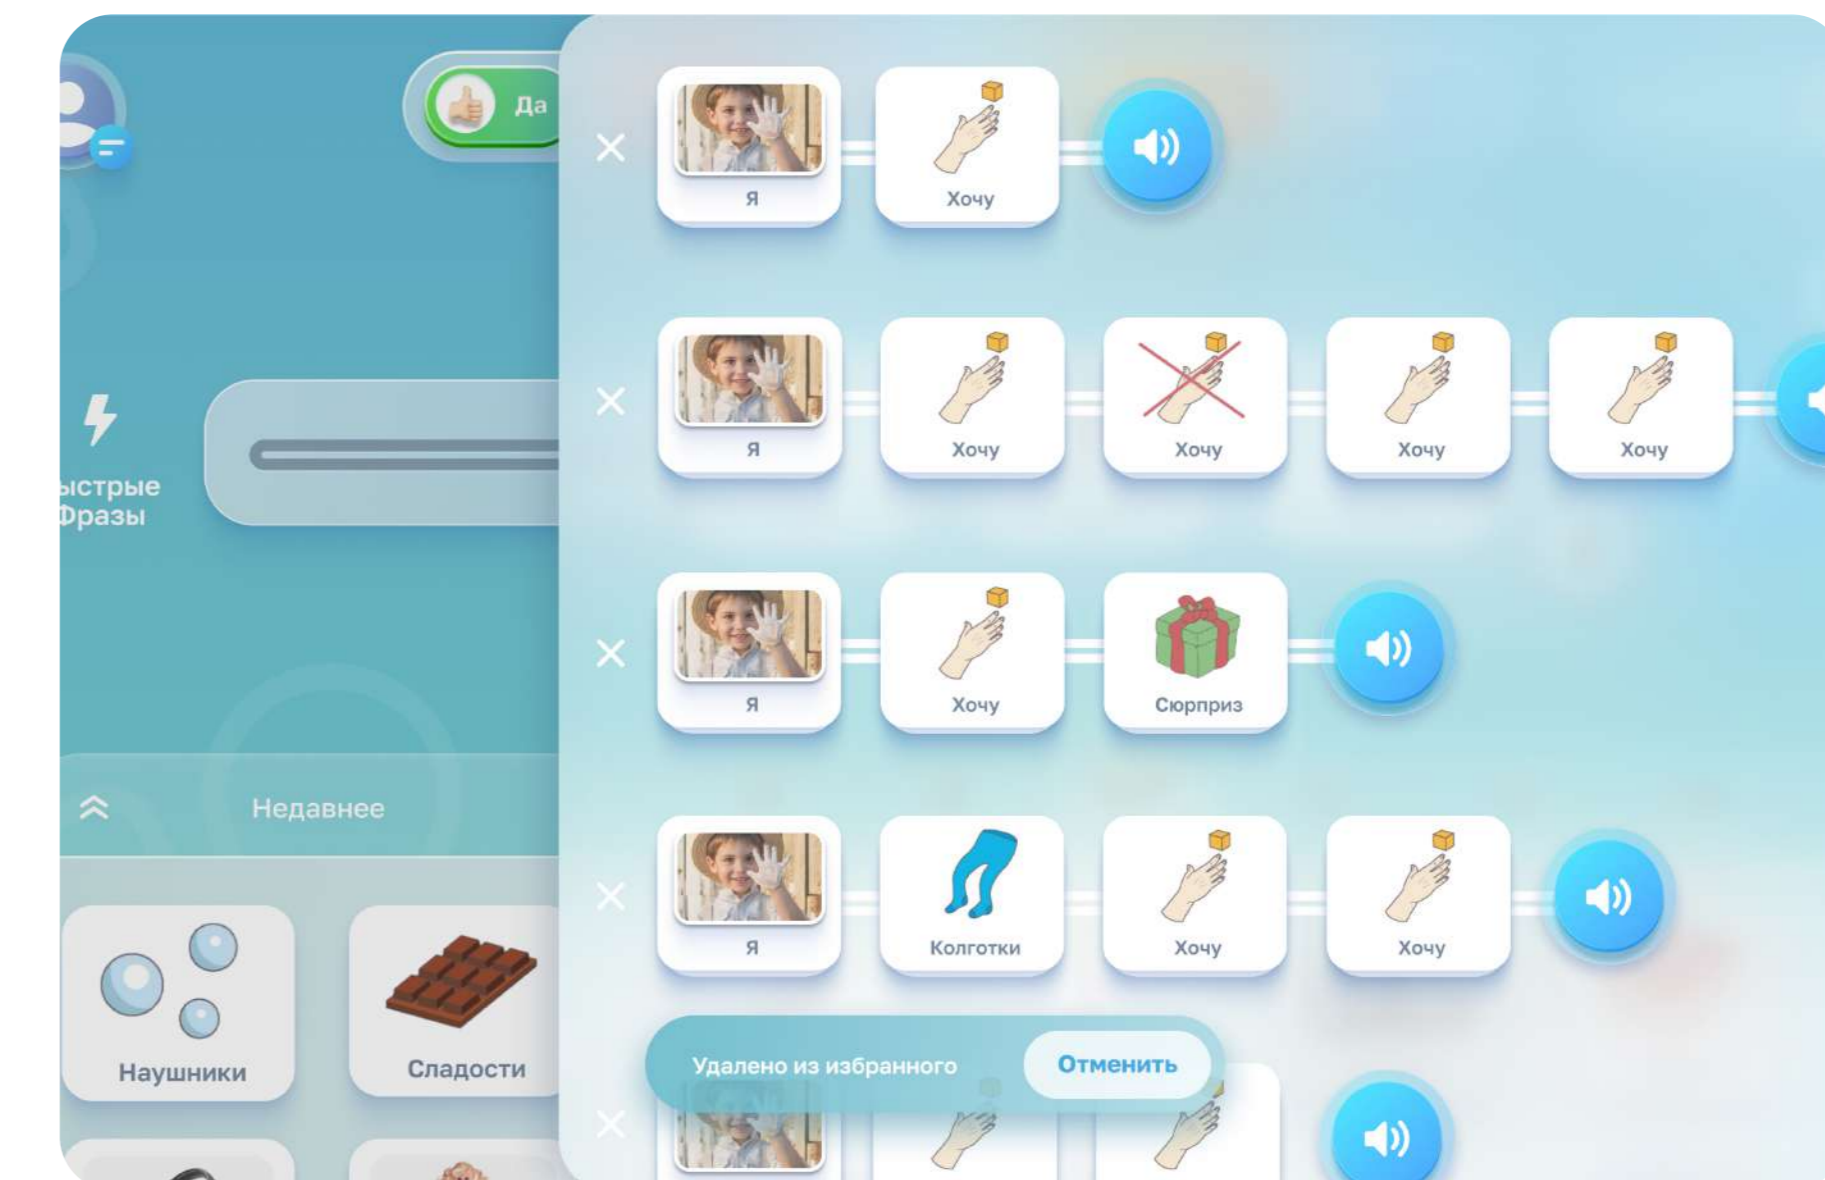 Да
Я
Хочу
ыстрые
Фразы
Я
Хочу
Хочу
Хочу
Хочу
Я
Хочу
Сюрприз
Недавнее
Я
Колготки
Хочу
Хочу
Наушники
Сладости
Удалено из избранного
Отменить